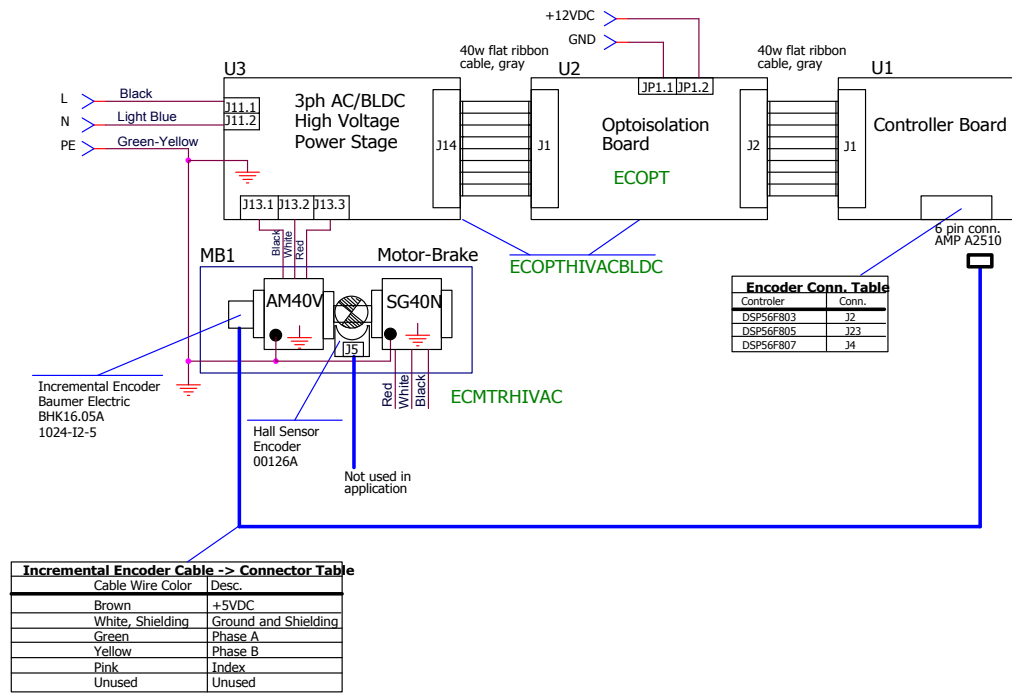 +12VDC
GND
40w flat ribbon
cable, gray
40w flat ribbon
cable, gray
U3
U2
U1
L
Black
N
Light Blue
PE
Green-Yellow
J11.1
J11.2
3ph AC/BLDC
High Voltage
Power Stage
J14
J1
JP1.1
JP1.2
Optoisolation
Board
ECOPT
J2
J1
Controller Board
J13.1
J13.2
J13.3
Black
White
Red
6 pin conn.
AMP A2510
MB1
Motor-Brake
ECOPTHIVACBLDC
AM40V
SG40N
J5
Encoder Conn. Table
Controler Conn.
DSP56F803 J2
DSP56F805 J23
DSP56F807 J4
Red
White
Black
ECMTRHIVAC
Incremental Encoder
Baumer Electric
BHK16.05A
1024-I2-5
Hall Sensor
Encoder
00126A
Not used in
application
Incremental Encoder Cable -> Connector Table
Cable Wire Color Desc.
Brown +5VDC
White, Shielding Ground and Shielding
Green Phase A
Yellow Phase B
Pink Index
Unused Unused